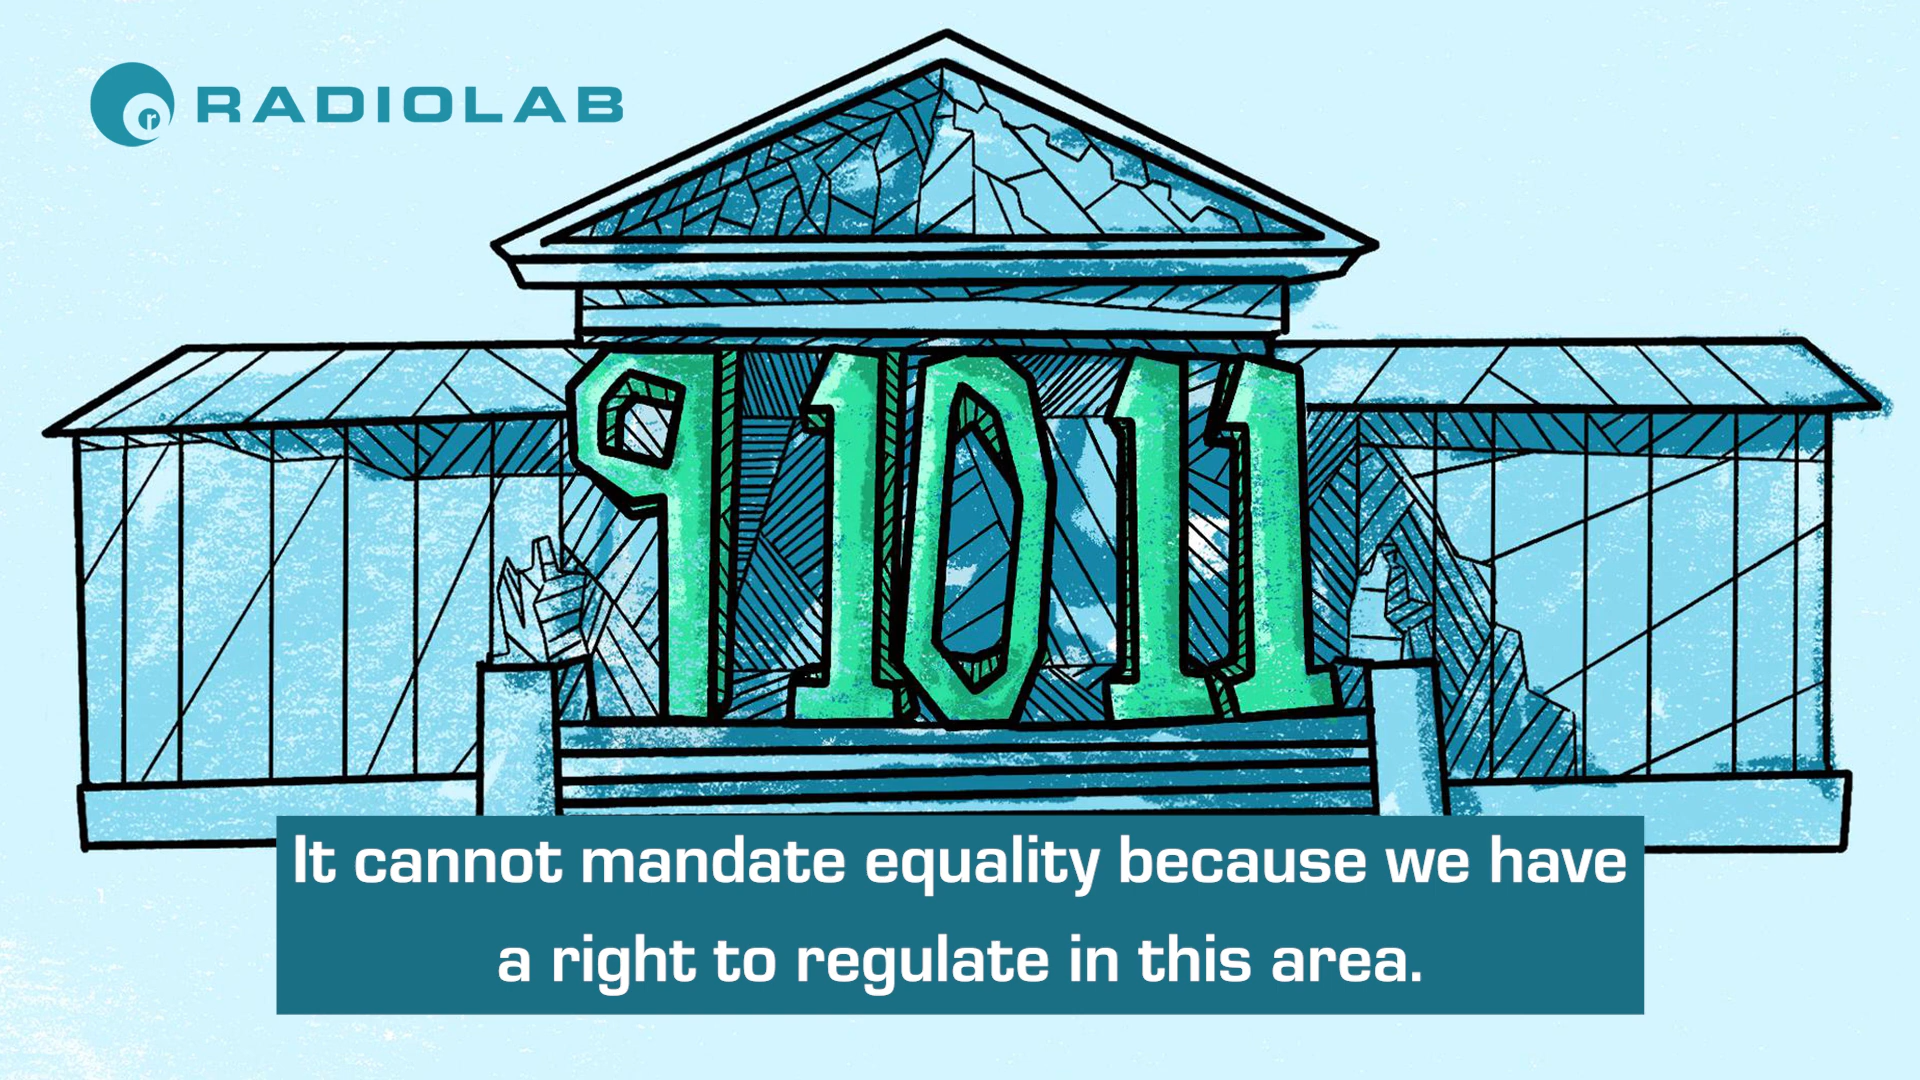 RADIOLAB
9 10 11
It cannot mandate equality because we have
a right to regulate in this area.